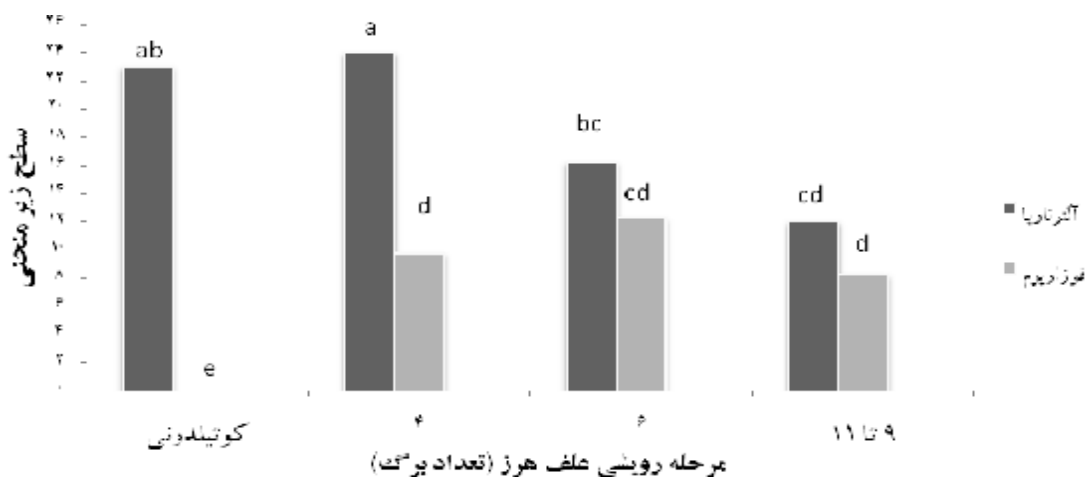 سطح زیر منحنی
۲۶
۲۴
۲۲
۲۰
۱۸
۱۶
۱۴
۱۲
۱۰
۸
۶
۴
۲
۰
ab
e
a
d
bc
cd
cd
d
آلترناریا
فوزاریوم
کوتیلدونی
۴
۶
۹ تا ۱۱
مرحله رویشی علف هرز (تعداد برگ)